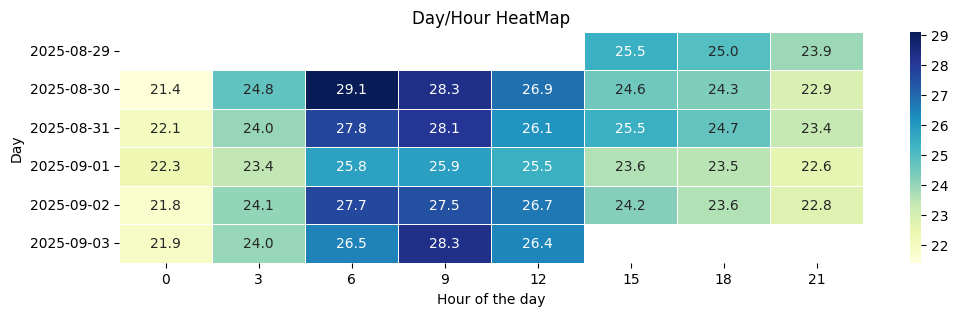 Day/Hour HeatMap
Day
2025-08-29 25.5 25.0 23.9
2025-08-30 21.4 24.8 29.1 28.3 26.9 24.6 24.3 22.9
2025-08-31 22.1 24.0 27.8 28.1 26.1 25.5 24.7 23.4
2025-09-01 22.3 23.4 25.8 25.9 25.5 23.6 23.5 22.6
2025-09-02 21.8 24.1 27.7 27.5 26.7 24.2 23.6 22.8
2025-09-03 21.9 24.0 26.5 28.3 26.4
0 3 6 9 12 15 18 21
Hour of the day
29
28
27
26
25
24
23
22